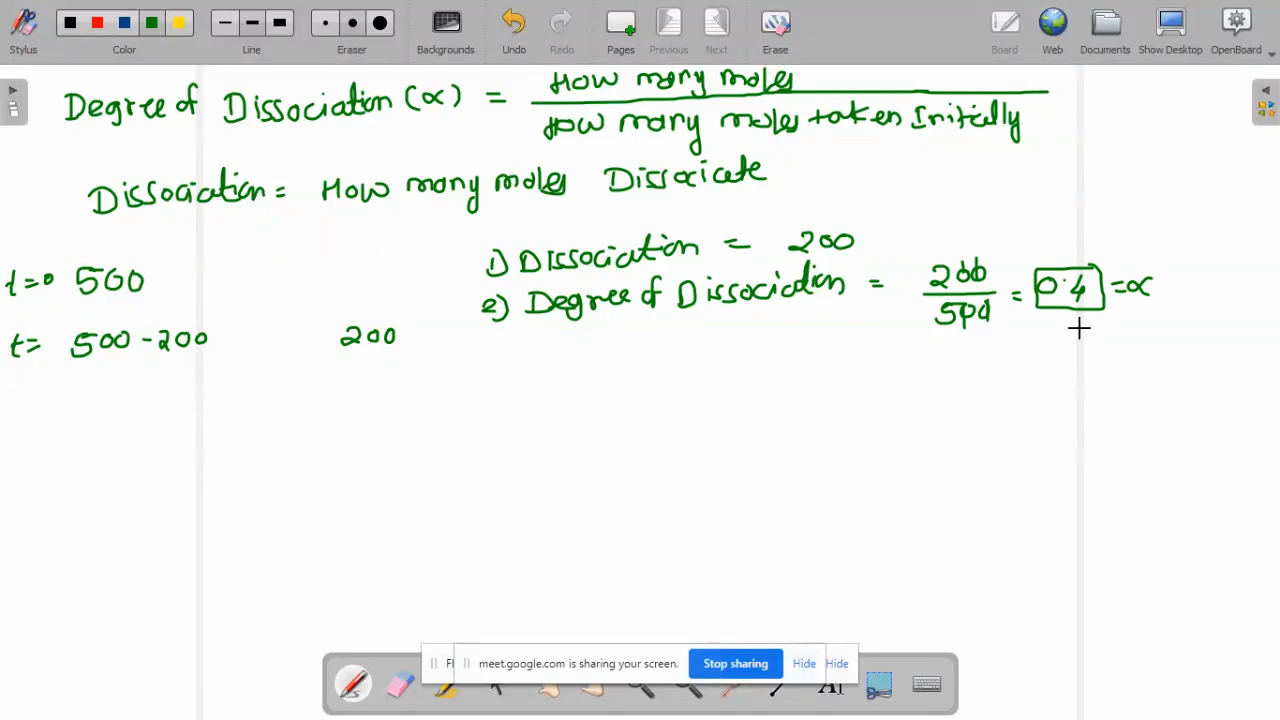 Stylus Color Line Eraser Backgrounds Undo Redo Pages Previous Next Erase Board Web Documents Show Desktop OpenBoard
How many moles
Degree of Dissociation (α) =
How many moles taken Initially
Dissociation = How many moles Dissociate
1) Dissociation = 200
t=0 500
2) Degree of Dissociation = 200/500 = 0.4 = α
t= 500-200 200
meet.google.com is sharing your screen. Stop sharing Hide Hide